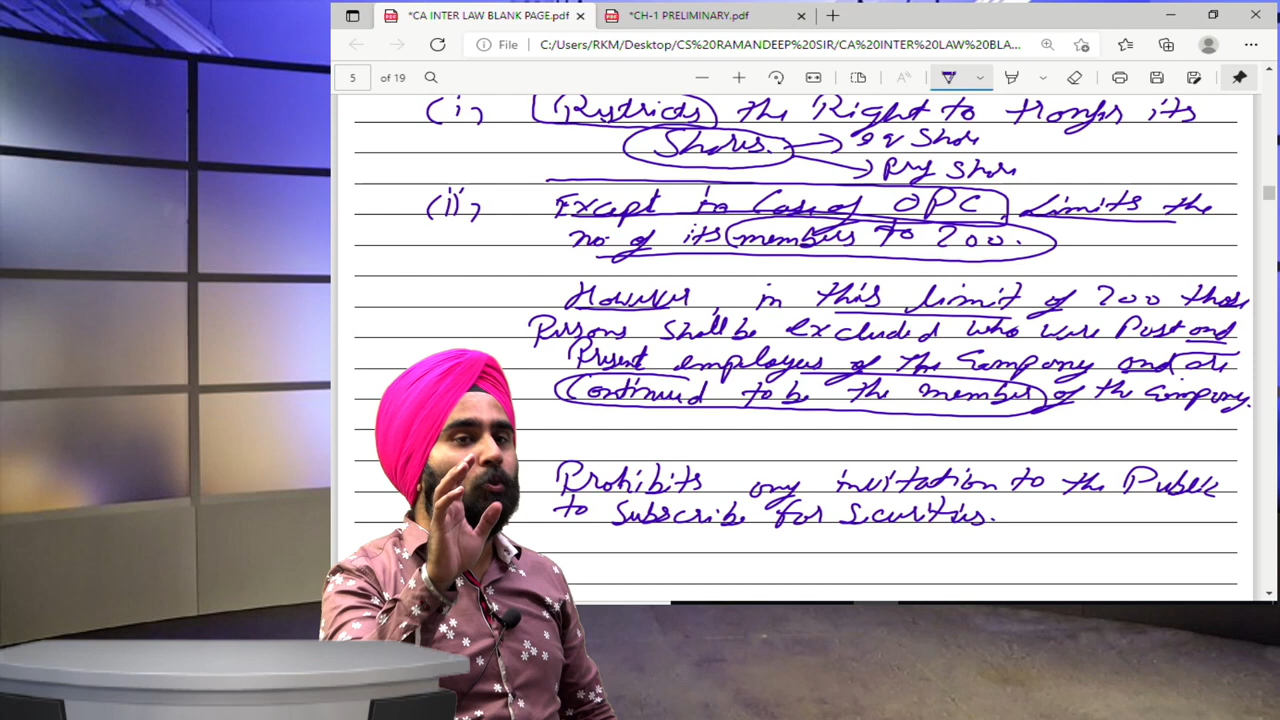 *CA INTER LAW BLANK PAGE.pdf
*CH-1 PRELIMINARY.pdf
File
C:/Users/RKM/Desktop/CS%20RAMANDEEP%20SIR/CA%20INTER%20LAW%20BLA...
5 of 19
(i) Restricts the Right to transfer its
Shares. eq Share
Pref Share
(ii) Except in Case of OPC, Limits the
no. of its members to 200.
However, in this limit of 200 those
Persons shall be excluded who were Past and
Present employees of the Company and are
Continued to be the member of the Company.
Prohibits any invitation to the Public
to Subscribe for Securities.